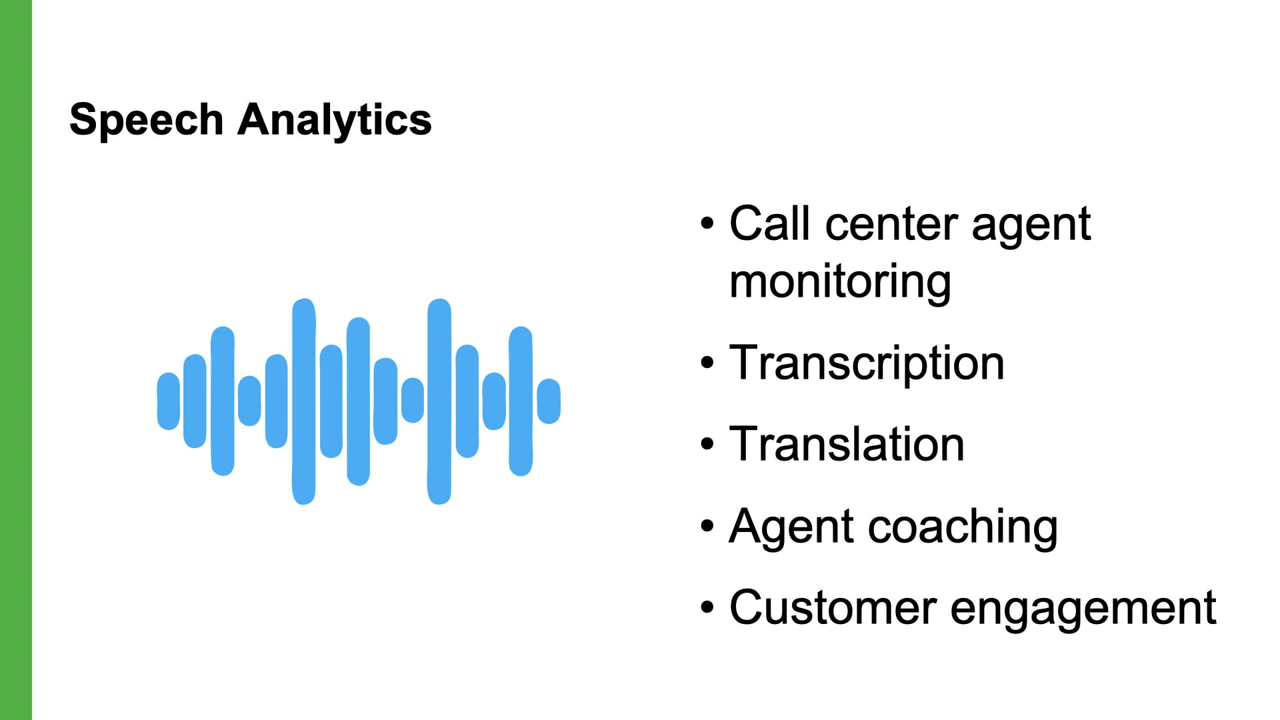 Speech Analytics
• Call center agent
monitoring
• Transcription
• Translation
• Agent coaching
• Customer engagement